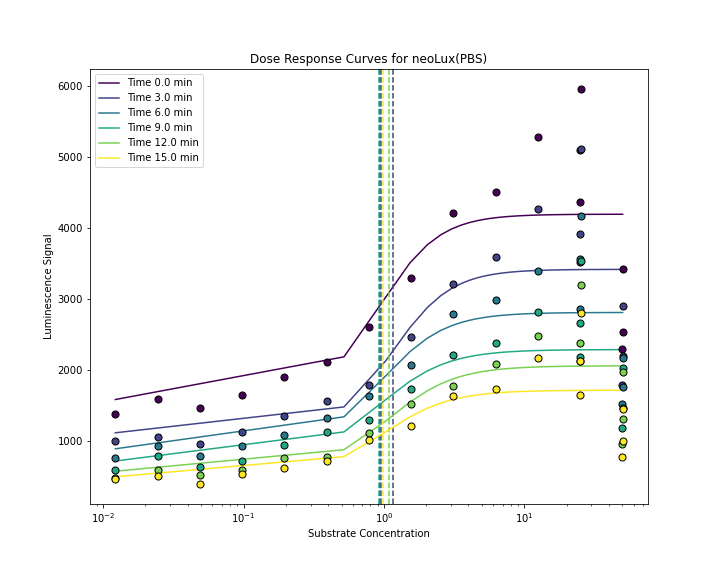 Dose Response Curves for neoLux(PBS)
Time 0.0 min
Time 3.0 min
Time 6.0 min
Time 9.0 min
Time 12.0 min
Time 15.0 min
6000
5000
4000
3000
2000
1000
Luminescence Signal
10⁻² 10⁻¹ 10⁰ 10¹
Substrate Concentration